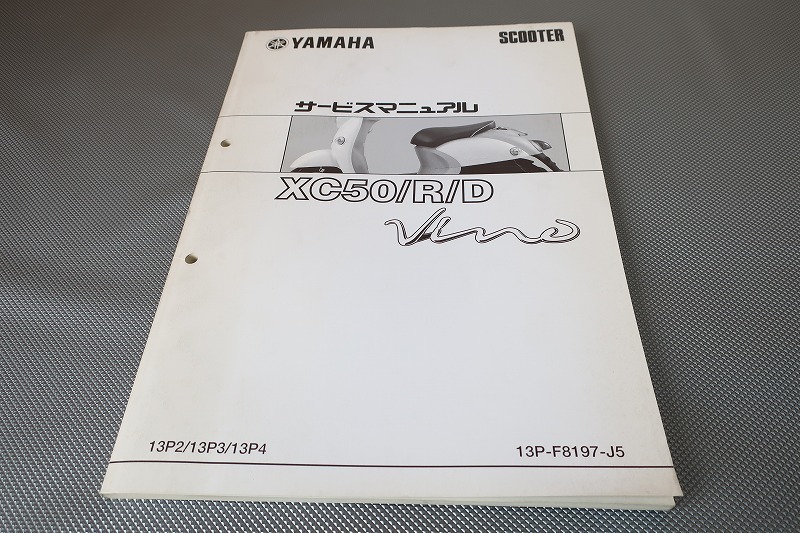 YAMAHA
SCOOTER
サービスマニュアル
XC50/R/D
Vino
13P2/13P3/13P4
13P-F8197-J5